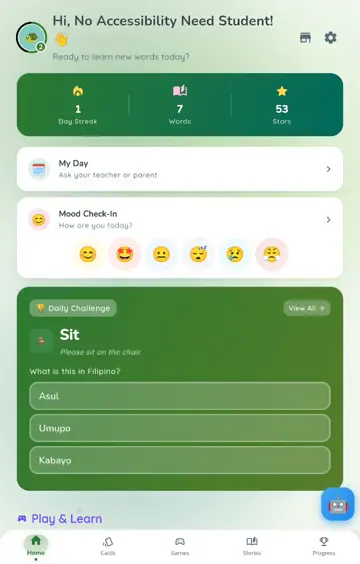 Hi, No Accessibility Need Student!
👋
2
Ready to learn new words today?
1
Day Streak
7
Words
53
Stars
My Day
Ask your teacher or parent
Mood Check-In
How are you today?
🏆 Daily Challenge
View All →
Sit
Please sit on the chair.
What is this in Filipino?
Asul
Umupo
Kabayo
Play & Learn
Home
Cards
Games
Stories
Progress